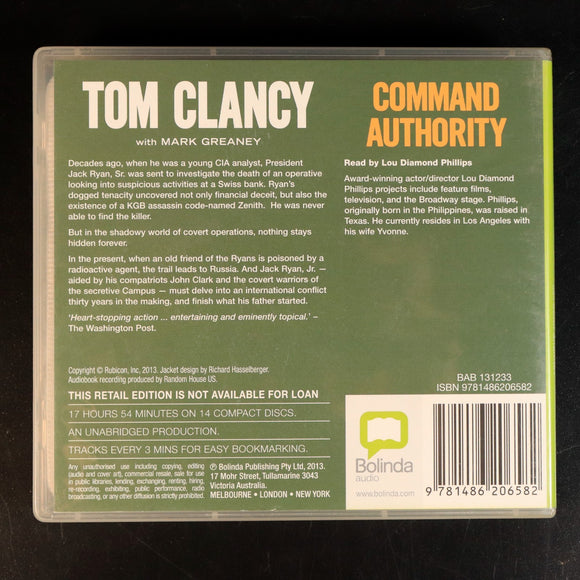 TOM CLANCY
with MARK GREANEY
Decades ago, when he was a young CIA analyst, President
Jack Ryan, Sr. was sent to investigate the death of an operative
looking into suspicious activities at a Swiss bank. Ryan's
dogged tenacity uncovered not only financial deceit, but also the
existence of a KGB assassin code-named Zenith.  He was never
able to find the killer.
But in the shadowy world of covert operations, nothing stays
hidden forever.
In the present, when an old friend of the Ryans is poisoned by a
radioactive agent, the trail leads to Russia. And Jack Ryan, Jr. —
aided by his compatriots John Clark and the covert warriors of
the secretive Campus — must delve into an international conflict
thirty years in the making, and finish what his father started.
'Heart-stopping action ... entertaining and eminently topical.' –
The Washington Post.
COMMAND
AUTHORITY
Read by Lou Diamond Phillips
Award-winning actor/director Lou Diamond
Phillips projects include feature films,
television, and the Broadway stage. Phillips,
originally born in the Philippines, was raised in
Texas. He currently resides in Los Angeles with
his wife Yvonne.
Copyright © Rubicon, Inc. 2013. Jacket design by Richard Hasselberger.
Audiobook recording produced by Random House US.
THIS RETAIL EDITION IS NOT AVAILABLE FOR LOAN
17 HOURS 54 MINUTES ON 14 COMPACT DISCS.
AN UNABRIDGED PRODUCTION.
TRACKS EVERY 3 MINS FOR EASY BOOKMARKING.
Any unauthorised use including copying, editing
(audio and cover art), commercial resale, sale for use
in public libraries, lending, exchanging, renting, hiring,
re-recording, exhibiting, public performance, radio
broadcasting, or any other diffusion is strictly prohibited.
℗ Bolinda Publishing Pty Ltd, 2013.
17 Mohr Street, Tullamarine 3043
Victoria Australia.
MELBOURNE • LONDON • NEW YORK
BAB 131233
ISBN 9781486206582
Bolinda
audio
www.bolinda.com
9 781486 206582